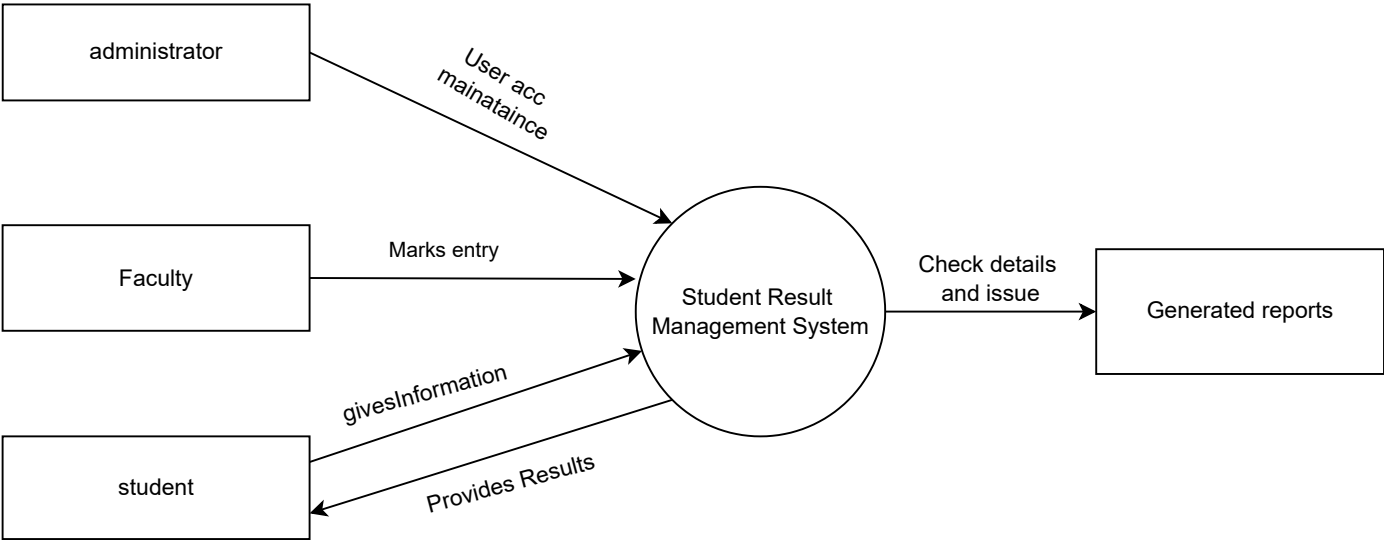 administrator
User acc
mainataince
Faculty
Marks entry
Student Result
Management System
Check details
and issue
Generated reports
givesInformation
student
Provides Results